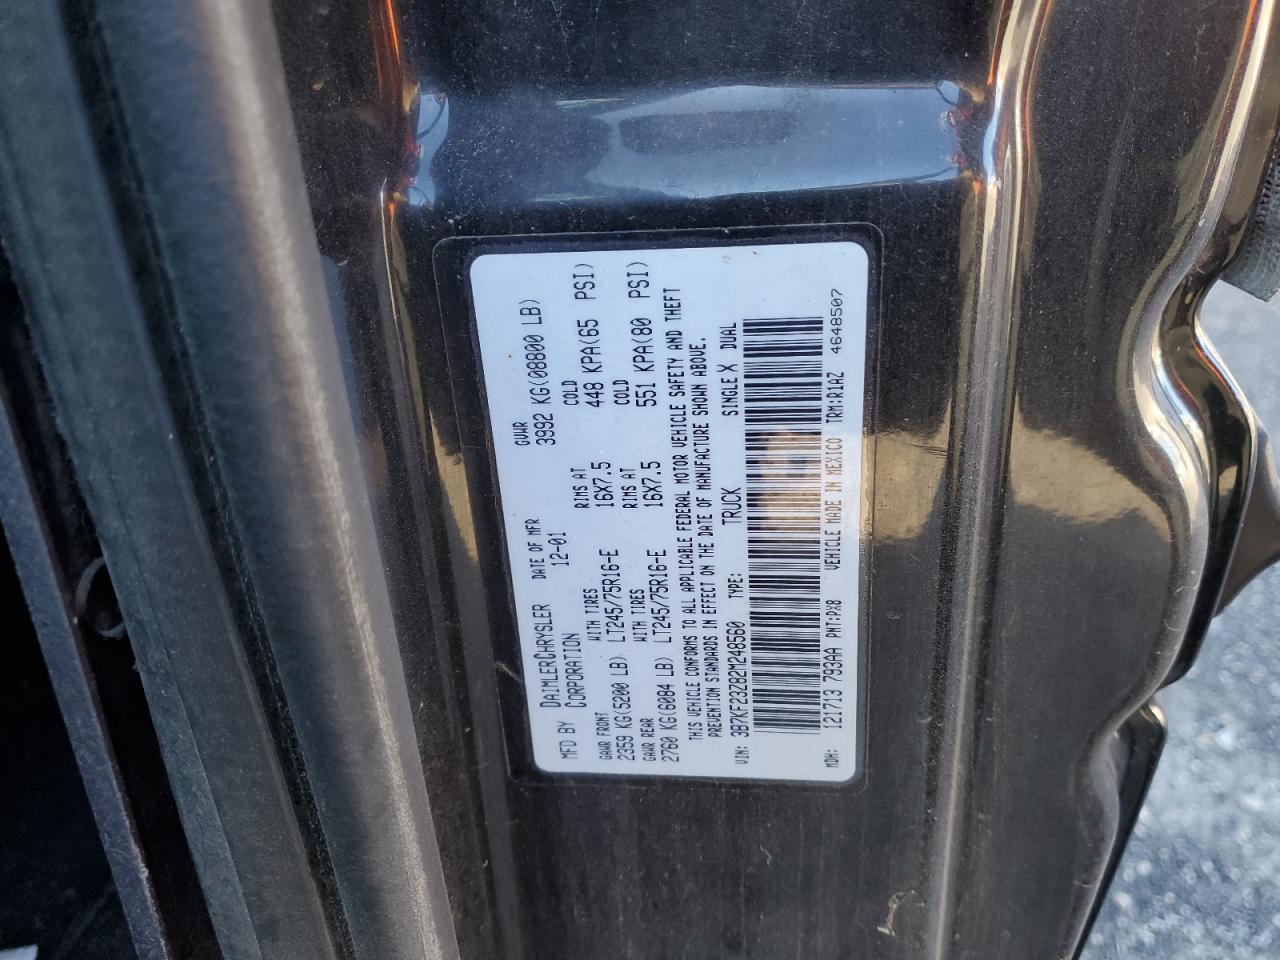 MFD BY DAIMLERCHRYSLER CORPORATION DATE OF MFR 12-01 GVWR 3992 KG(08800 LB)
GAWR FRONT WITH TIRES RIMS AT COLD
2359 KG(5200 LB) LT245/75R16-E 16X7.5 448 KPA(65 PSI)
GAWR REAR WITH TIRES RIMS AT COLD
2760 KG(6084 LB) LT245/75R16-E 16X7.5 551 KPA(80 PSI)
THIS VEHICLE CONFORMS TO ALL APPLICABLE FEDERAL MOTOR VEHICLE SAFETY AND THEFT
PREVENTION STANDARDS IN EFFECT ON THE DATE OF MANUFACTURE SHOWN ABOVE.
VIN: 3B7KF23Z82M248560 TYPE: TRUCK SINGLE X DUAL
MDH: 121713 793AA PNT:PX8 VEHICLE MADE IN MEXICO TRM:R1AZ 4648507